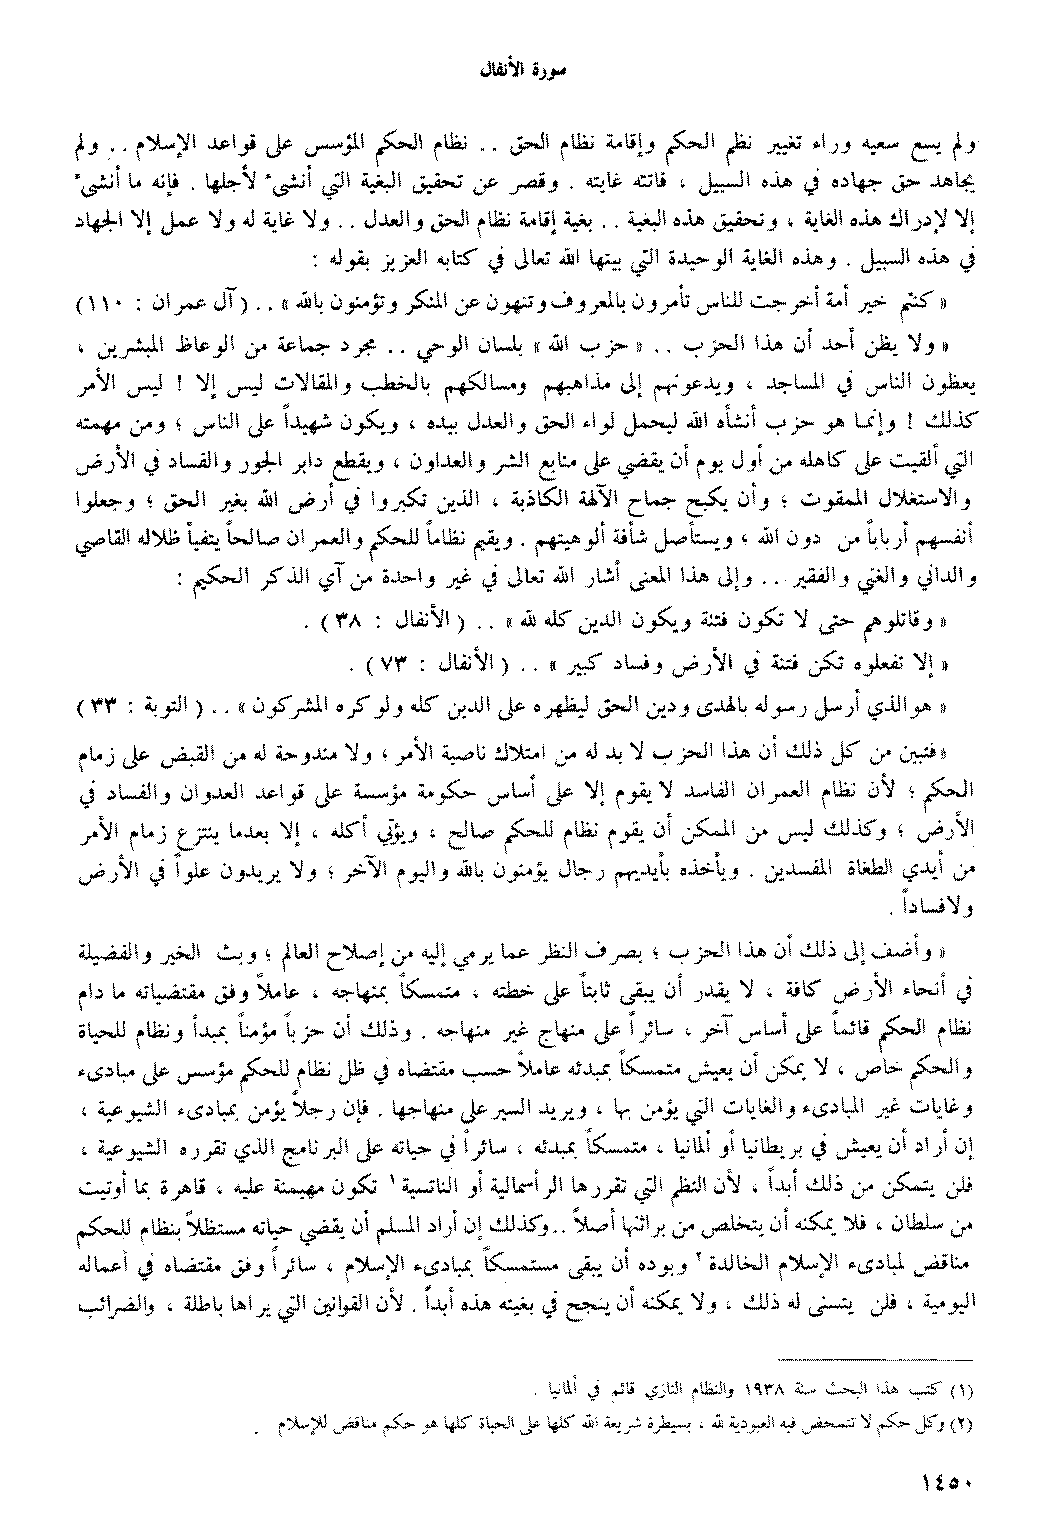 سورة الأنفال
ولم يسع سعيه وراء تغيير نظم الحكم وإقامة نظام الحق .. نظام الحكم المؤسس على قواعد الإسلام .. ولم
يجاهد حق جهاده في هذه السبيل ، فاتته غايته . وقصر عن تحقيق البغية التي أنشىء لأجلها . فإنه ما أنشىء
إلا لإدراك هذه الغاية ، وتحقيق هذه البغية .. بغية إقامة نظام الحق والعدل .. ولا غاية له ولا عمل إلا الجهاد
في هذه السبيل . وهذه الغاية الوحيدة التي بينها الله تعالى في كتابه العزيز بقوله :
« كنتم خير أمة أخرجت للناس تأمرون بالمعروف وتنهون عن المنكر وتؤمنون بالله » .. ( آل عمران : ١١٠ )
« ولا يظن أحد أن هذا الحزب .. « حزب الله » بلسان الوحي .. مجرد جماعة من الوعاظ المبشرين ،
يعظون الناس في المساجد ، ويدعونهم إلى مذاهبهم ومسالكهم بالخطب والمقالات ليس إلا ! ليس الأمر
كذلك ! وإنما هو حزب أنشأه الله ليحمل لواء الحق والعدل بيده ، ويكون شهيداً على الناس ؛ ومن مهمته
التي ألقيت على كاهله من أول يوم أن يقضي على منابع الشر والعداون ، ويقطع دابر الجور والفساد في الأرض
والاستغلال الممقوت ؛ وأن يكبح جماح الآلهة الكاذبة ، الذين تكبروا في أرض الله بغير الحق ؛ وجعلوا
أنفسهم أرباباً من دون الله ؛ ويستأصل شأفة ألوهيتهم . ويقيم نظاماً للحكم والعمران صالحاً يتفيأ ظلاله القاصي
والداني والغني والفقير .. وإلى هذا المعنى أشار الله تعالى في غير واحدة من آي الذكر الحكيم :
« وقاتلوهم حتى لا تكون فتنة ويكون الدين كله لله » .. ( الأنفال : ٣٨ ) .
« إلا تفعلوه تكن فتنة في الأرض وفساد كبير » .. ( الأنفال : ٧٣ ) .
« هو الذي أرسل رسوله بالهدى ودين الحق ليظهره على الدين كله ولو كره المشركون » .. ( التوبة : ٣٣ )
« فتبين من كل ذلك أن هذا الحزب لا بد له من امتلاك ناصية الأمر ، ولا مندوحة له من القبض على زمام
الحكم ؛ لأن نظام العمران الفاسد لا يقوم إلا على أساس حكومة مؤسسة على قواعد العدوان والفساد في
الأرض ؛ وكذلك ليس من الممكن أن يقوم نظام للحكم صالح ، ويؤتي أكله ، إلا بعدما ينتزع زمام الأمر
من أيدي الطغاة المفسدين . ويأخذه بأيديهم رجال يؤمنون بالله واليوم الآخر ؛ ولا يريدون علواً في الأرض
ولا فساداً .
« وأضف إلى ذلك أن هذا الحزب ؛ بصرف النظر عما يرمي إليه من إصلاح العالم ؛ وبث الخير والفضيلة
في أنحاء الأرض كافة ، لا يقدر أن يبقى ثابتاً على خطته ، متمسكاً بمنهاجه ، عاملاً وفق مقتضياته ما دام
نظام الحكم قائماً على أساس آخر ، سائراً على منهاج غير منهاجه . وذلك أن حزباً مؤمناً بمبدأ ونظام للحياة
والحكم خاص ، لا يمكن أن يعيش متمسكاً بمبدئه عاملاً حسب مقتضاه في ظل نظام للحكم مؤسس على مبادىء
وغايات غير المبادىء والغايات التي يؤمن بها ، ويريد السير على منهاجها . فإن رجلاً يؤمن بمبادىء الشيوعية ،
إن أراد أن يعيش في بريطانيا أو ألمانيا ، متمسكاً بمبدئه ، سائراً في حياته على البرنامج الذي تقرره الشيوعية ،
فلن يتمكن من ذلك أبداً ، لأن النظم التي تقررها الرأسمالية أو الناتسية ١ تكون مهيمنة عليه ، قاهرة بما أوتيت
من سلطان ، فلا يمكنه أن يتخلص من براثنها أصلاً .. وكذلك إن أراد المسلم أن يقضي حياته مستظلاً بنظام للحكم
مناقض لمبادىء الإسلام الخالدة ٢ وبوده أن يبقى مستمسكاً بمبادىء الإسلام ، سائراً وفق مقتضاه في أعماله
اليومية ، فلن يتسنى له ذلك ، ولا يمكنه أن ينجح في بغيته هذه أبداً . لأن القوانين التي يراها باطلة ، والضرائب
(١) كتب هذا البحث سنة ١٩٣٨ والنظام النازي قائم في ألمانيا .
(٢) وكل حكم لا تتمحض فيه العبودية لله ، بسيطرة شريعة الله كلها على الحياة كلها هو حكم مناقض للإسلام .
١٤٥٠